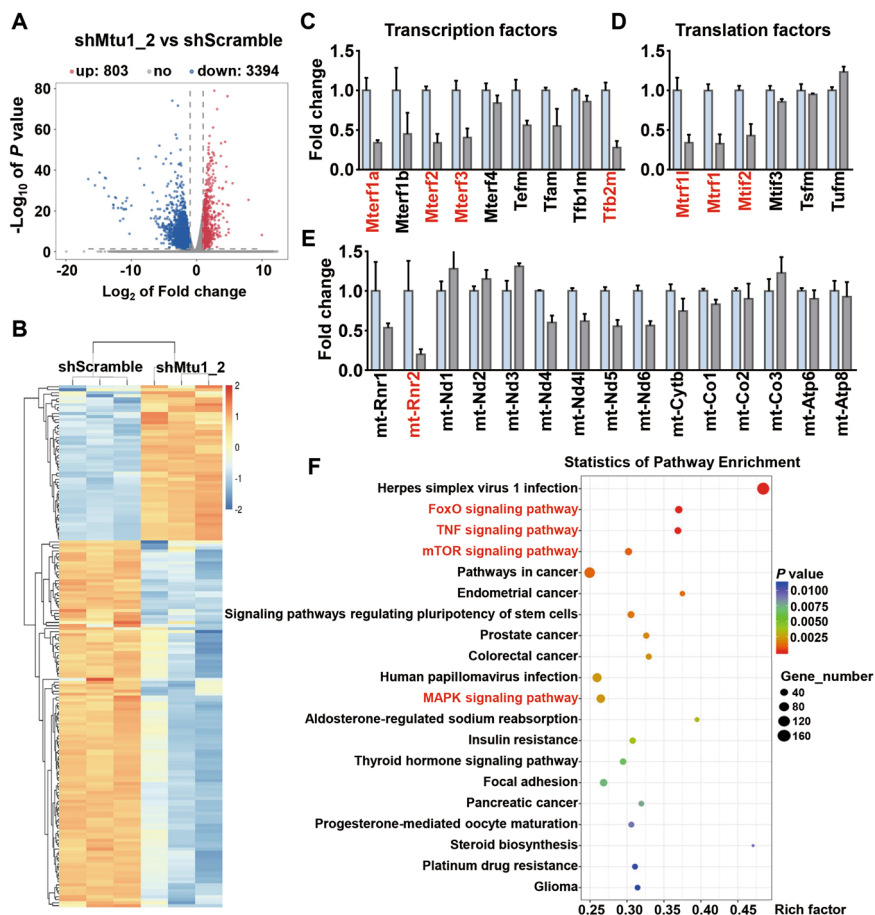 A
shMtu1_2 vs shScramble
up: 803 no down: 3394
80
60
40
20
0
-Log10 of P value
-20 -10 0 10
Log2 of Fold change
B
shScramble shMtu1_2
2
1
0
-1
-2
C
Transcription factors
Fold change
1.5
1.0
0.5
0.0
Mterf1a
Mterf1b
Mterf2
Mterf3
Mterf4
Tefm
Tfam
Tfb1m
Tfb2m
D
Translation factors
1.5
1.0
0.5
0.0
Mtrf1l
Mtrf1
Mtif2
Mtif3
Tsfm
Tufm
E
Fold change
1.5
1.0
0.5
0.0
mt-Rnr1
mt-Rnr2
mt-Nd1
mt-Nd2
mt-Nd3
mt-Nd4
mt-Nd4l
mt-Nd5
mt-Nd6
mt-Cytb
mt-Co1
mt-Co2
mt-Co3
mt-Atp6
mt-Atp8
F
Statistics of Pathway Enrichment
Herpes simplex virus 1 infection
FoxO signaling pathway
TNF signaling pathway
mTOR signaling pathway
Pathways in cancer
Endometrial cancer
Signaling pathways regulating pluripotency of stem cells
Prostate cancer
Colorectal cancer
Human papillomavirus infection
MAPK signaling pathway
Aldosterone-regulated sodium reabsorption
Insulin resistance
Thyroid hormone signaling pathway
Focal adhesion
Pancreatic cancer
Progesterone-mediated oocyte maturation
Steroid biosynthesis
Platinum drug resistance
Glioma
0.25 0.30 0.35 0.40 0.45 Rich factor
P value
0.0100
0.0075
0.0050
0.0025
Gene_number
40
80
120
160